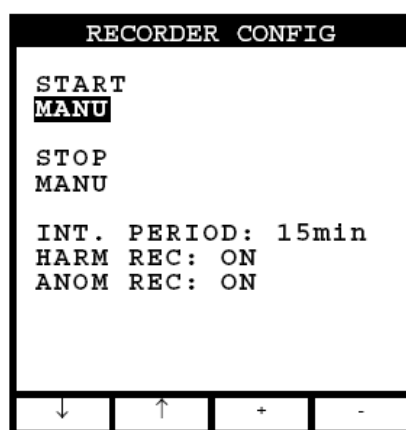 RECORDER CONFIG
START
MANU
STOP
MANU
INT. PERIOD: 15min
HARM REC: ON
ANOM REC: ON
↓ ↑ + -